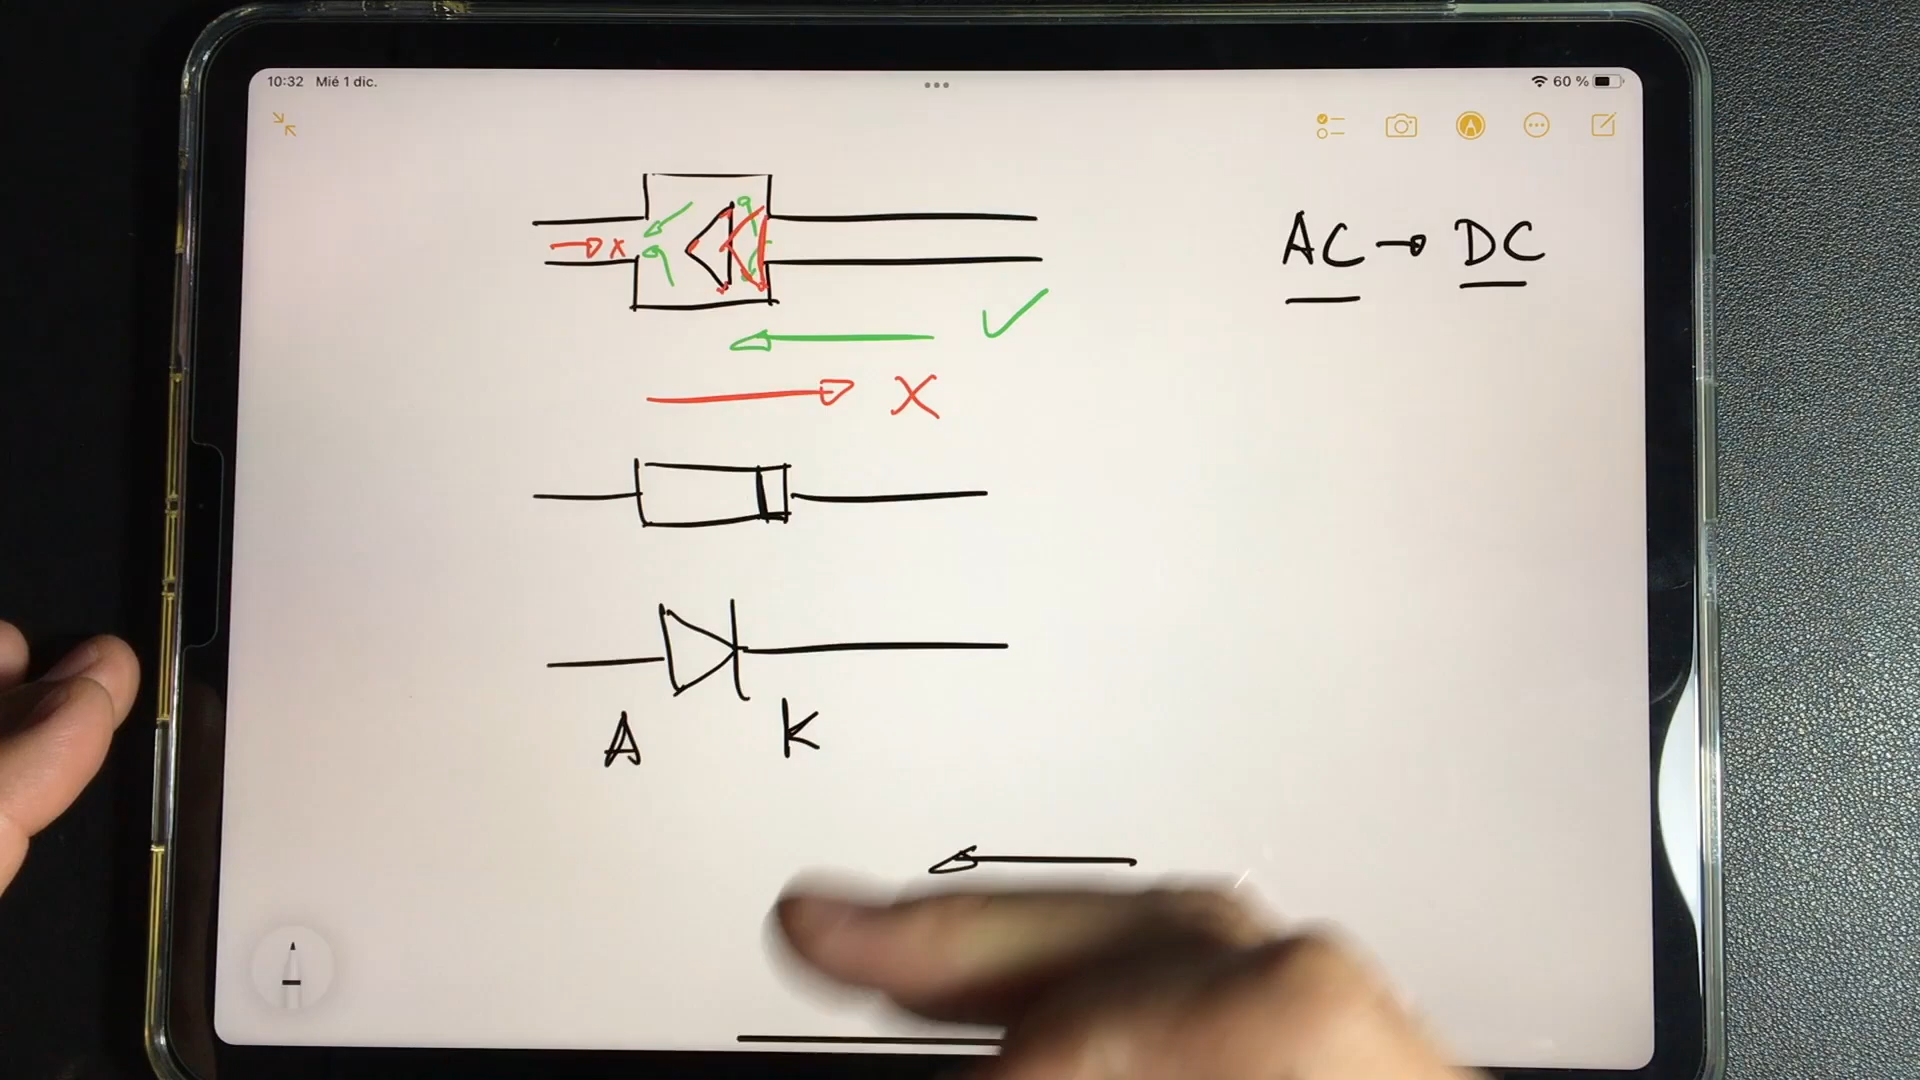 10:32 Mié 1 dic.
60 %
x
AC → DC
✓
X
A K